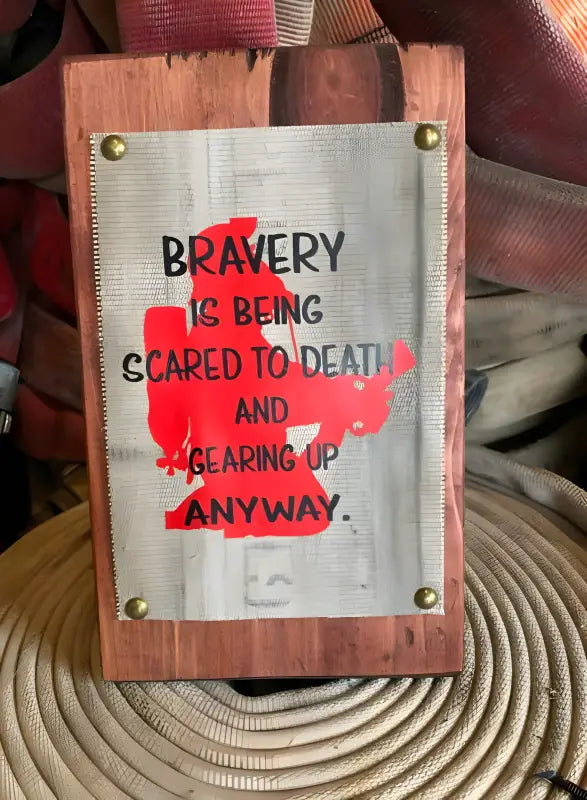 BRAVERY
IS BEING
SCARED TO DEATH
AND
GEARING UP
ANYWAY.